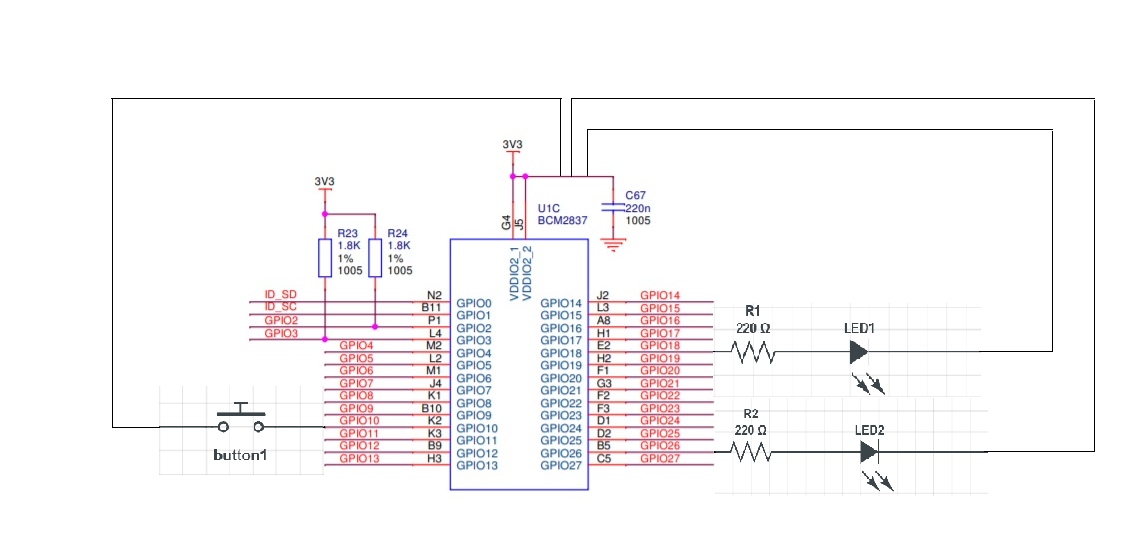 3V3
3V3
C67
220n
1005
U1C
BCM2837
G4
J5
R23
1.8K
1%
1005
R24
1.8K
1%
1005
VDDIO2_1
VDDIO2_2
ID_SD N2 GPIO0
ID_SC B11 GPIO1
GPIO2 P1 GPIO2
GPIO3 L4 GPIO3
GPIO4 M2 GPIO4
GPIO5 L2 GPIO5
GPIO6 M1 GPIO6
GPIO7 J4 GPIO7
GPIO8 K1 GPIO8
GPIO9 B10 GPIO9
GPIO10 K2 GPIO10
GPIO11 K3 GPIO11
GPIO12 B9 GPIO12
GPIO13 H3 GPIO13
GPIO14 J2 GPIO14
GPIO15 L3 GPIO15
GPIO16 A8 GPIO16
GPIO17 H1 GPIO17
GPIO18 E2 GPIO18
GPIO19 H2 GPIO19
GPIO20 F1 GPIO20
GPIO21 G3 GPIO21
GPIO22 F2 GPIO22
GPIO23 F3 GPIO23
GPIO24 D1 GPIO24
GPIO25 D2 GPIO25
GPIO26 B5 GPIO26
GPIO27 C5 GPIO27
button1
R1
220 Ω
LED1
R2
220 Ω
LED2